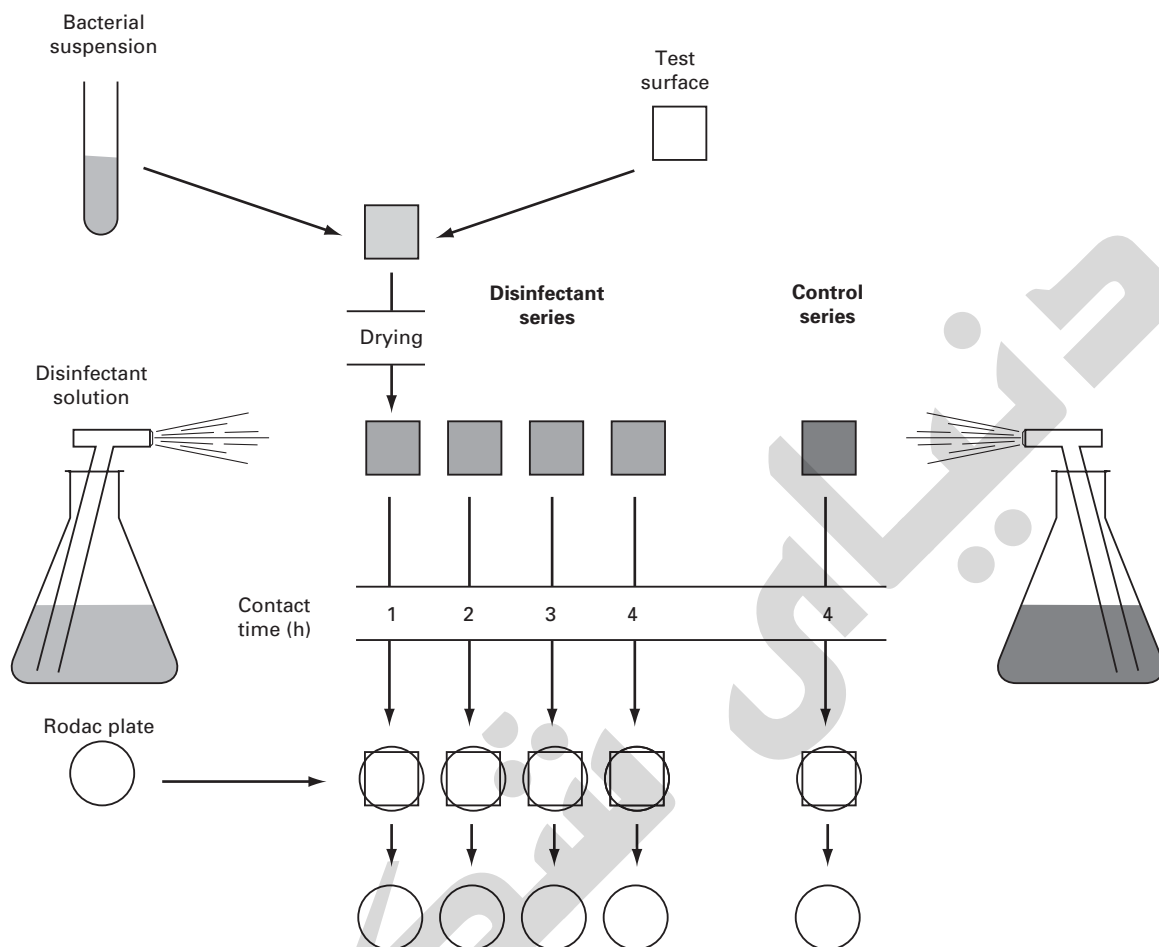 Bacterial
suspension
Test
surface
Disinfectant
series
Control
series
Drying
Disinfectant
solution
Contact
time (h)
1 2 3 4 4
Rodac plate